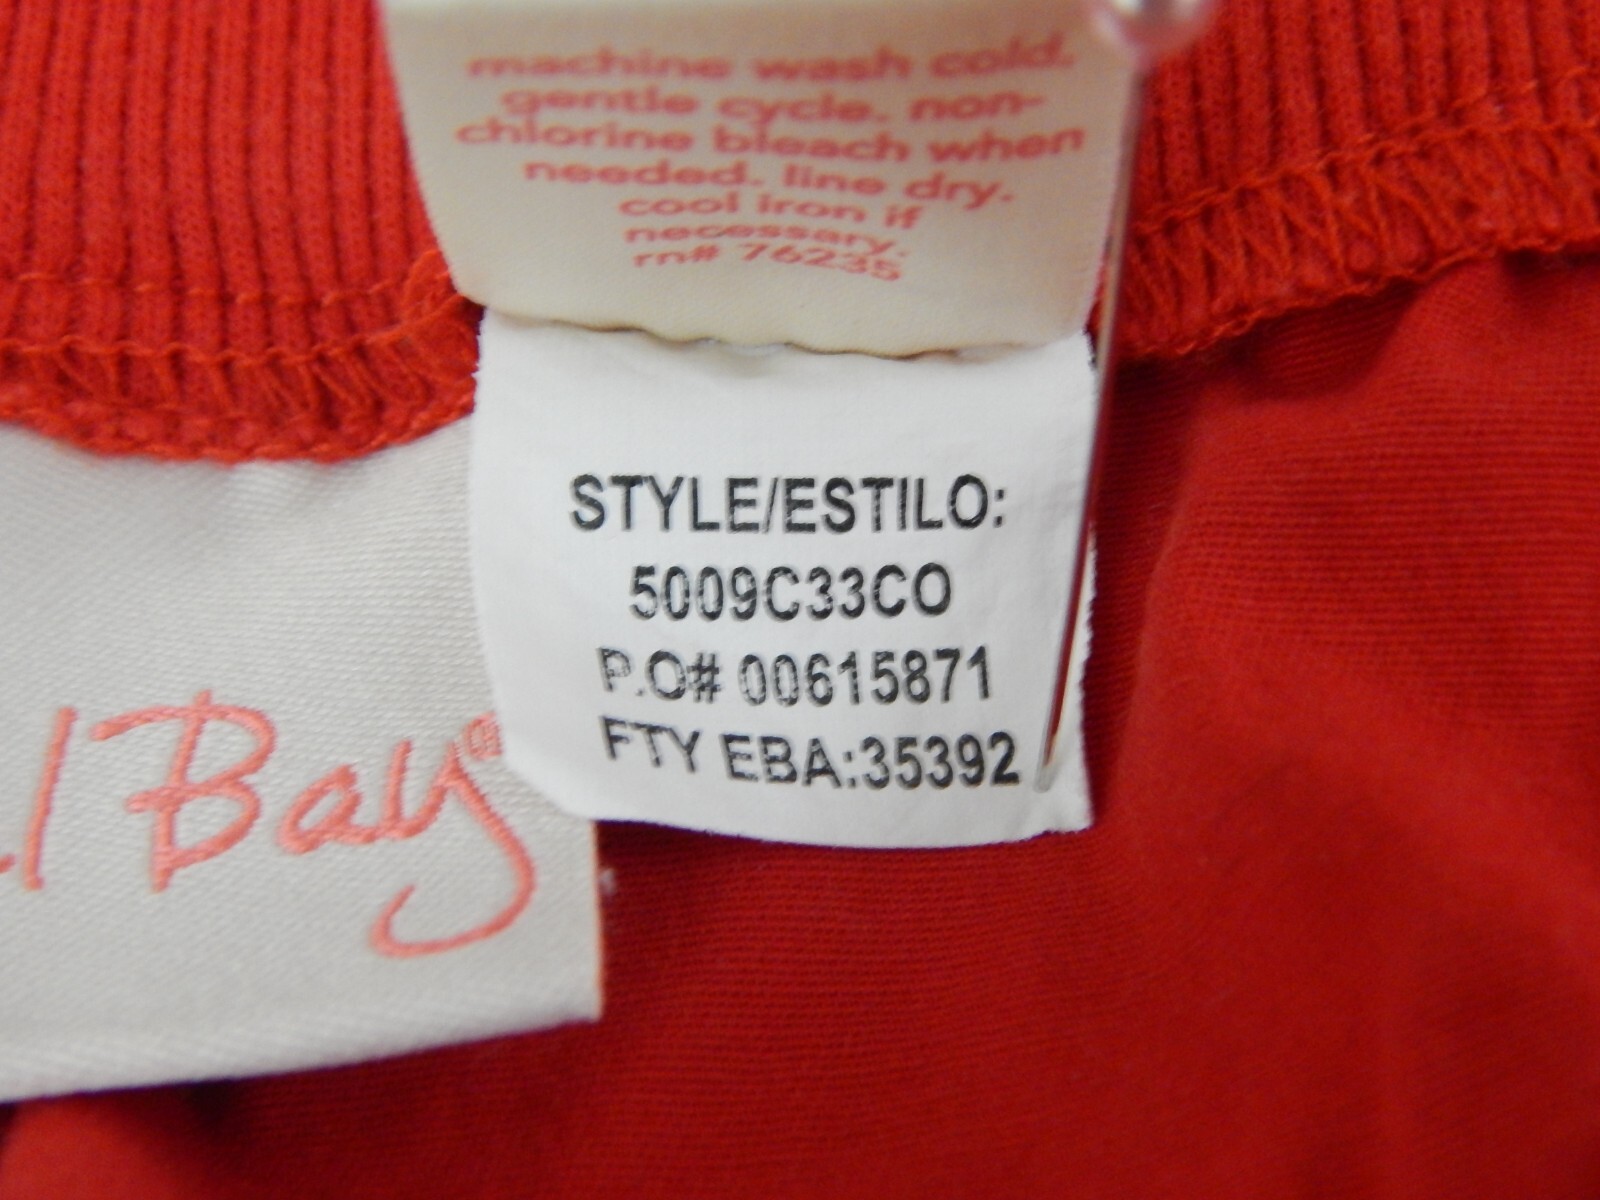 machine wash cold.
gentle cycle. non-
chlorine bleach when
needed. line dry.
cool iron if
necessary.
rn# 76235
STYLE/ESTILO:
5009C33CO
P.O# 00615871
FTY EBA:35392
l Bay®